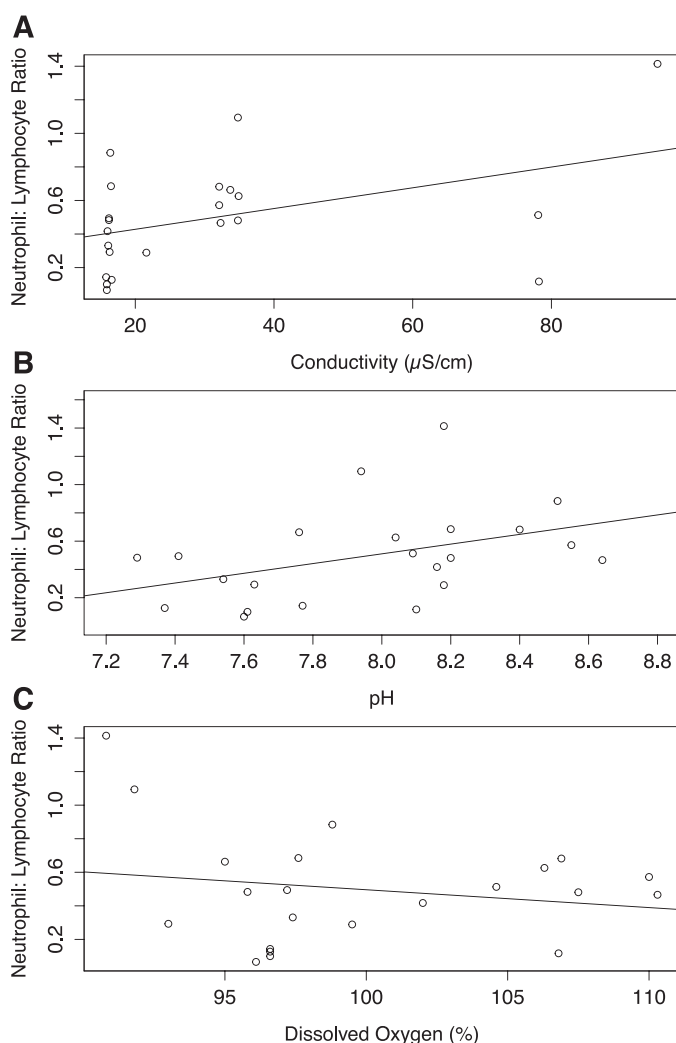 A
Neutrophil: Lymphocyte Ratio
0.2 0.6 1.0 1.4
20 40 60 80
Conductivity (µS/cm)
B
Neutrophil: Lymphocyte Ratio
0.2 0.6 1.0 1.4
7.2 7.4 7.6 7.8 8.0 8.2 8.4 8.6 8.8
pH
C
Neutrophil: Lymphocyte Ratio
0.2 0.6 1.0 1.4
95 100 105 110
Dissolved Oxygen (%)